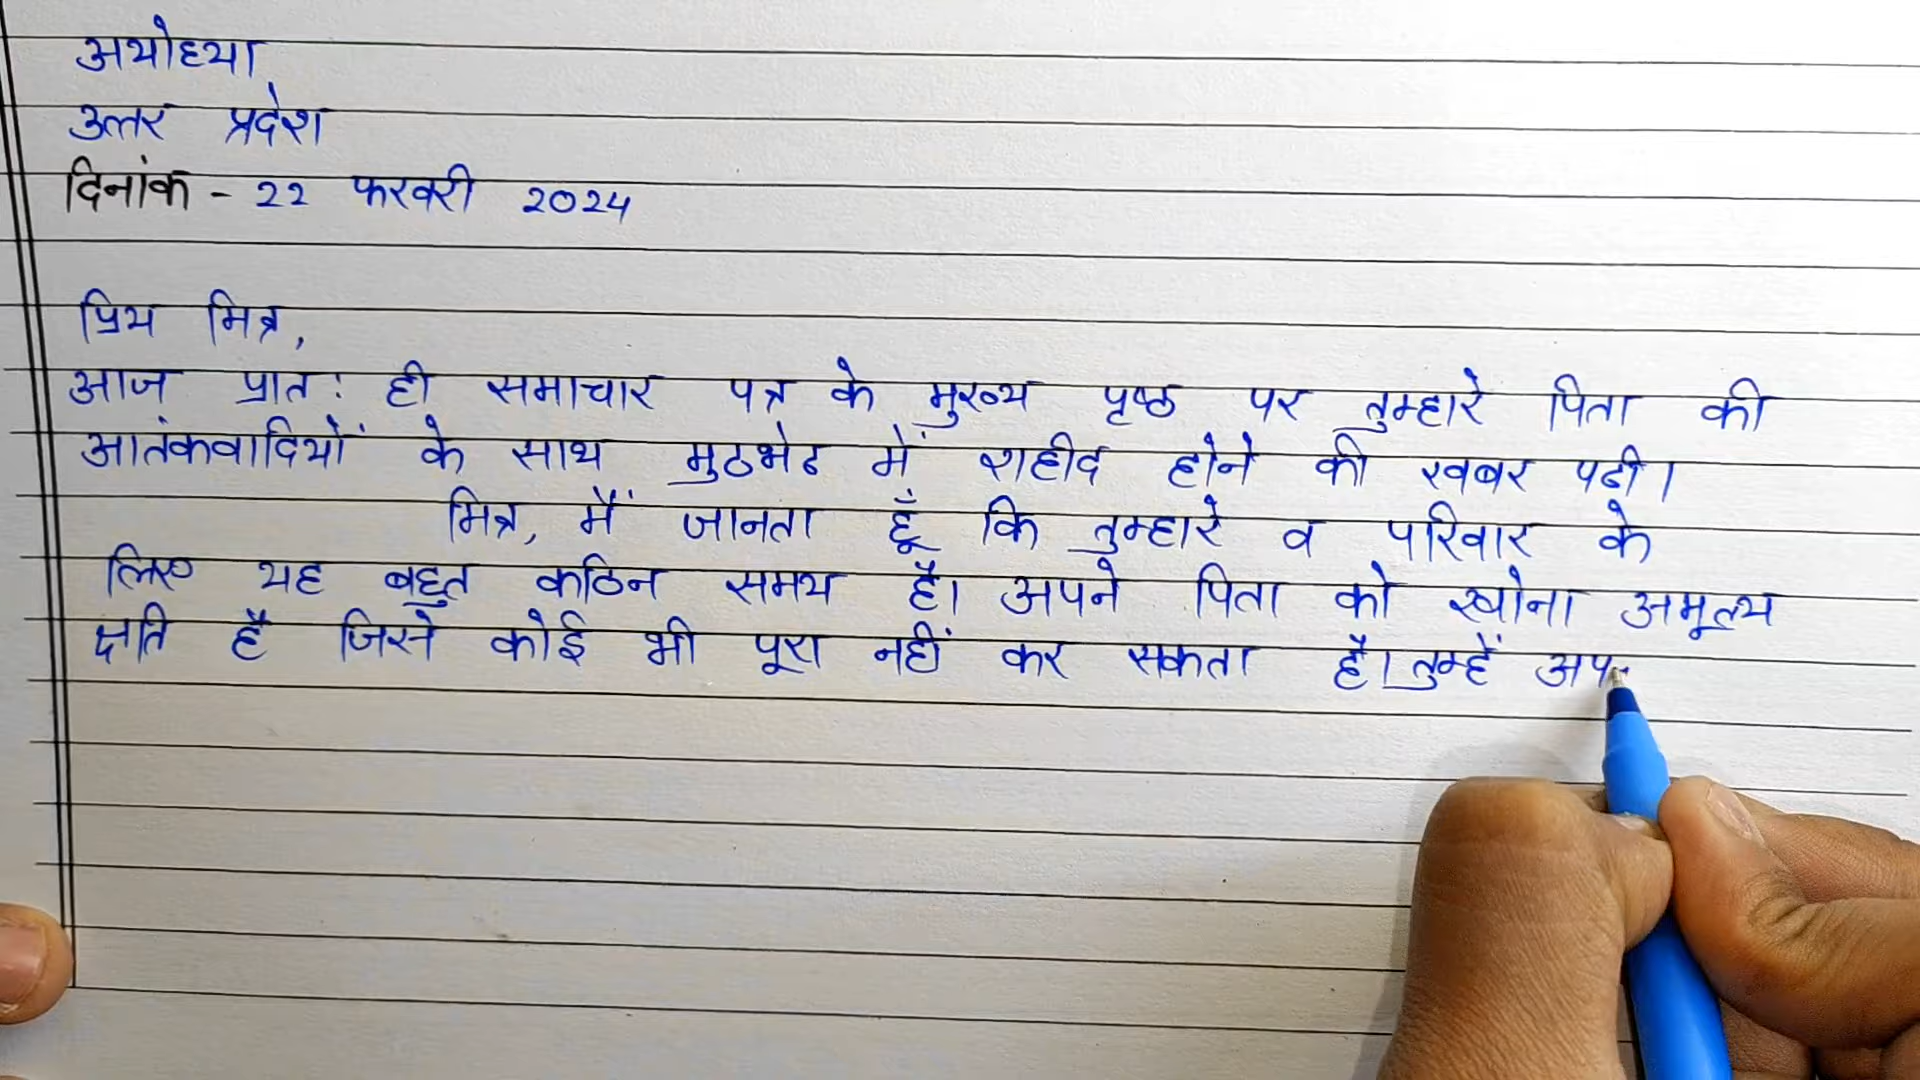 अयोध्या
उत्तर प्रदेश
दिनांक - 22 फरवरी 2024
प्रिय मित्र,
आज प्रात: ही समाचार पत्र के मुख्य पृष्ठ पर तुम्हारे पिता की
आतंकवादियों के साथ मुठभेढ में शहीद होने की खबर पढी।
मित्र, मैं जानता हूँ कि तुम्हारे व परिवार के
लिए यह बहुत कठिन समय है। अपने पिता को खोना अमूल्य
क्षति है जिसे कोई भी पूरा नहीं कर सकता है। तुम्हें अप